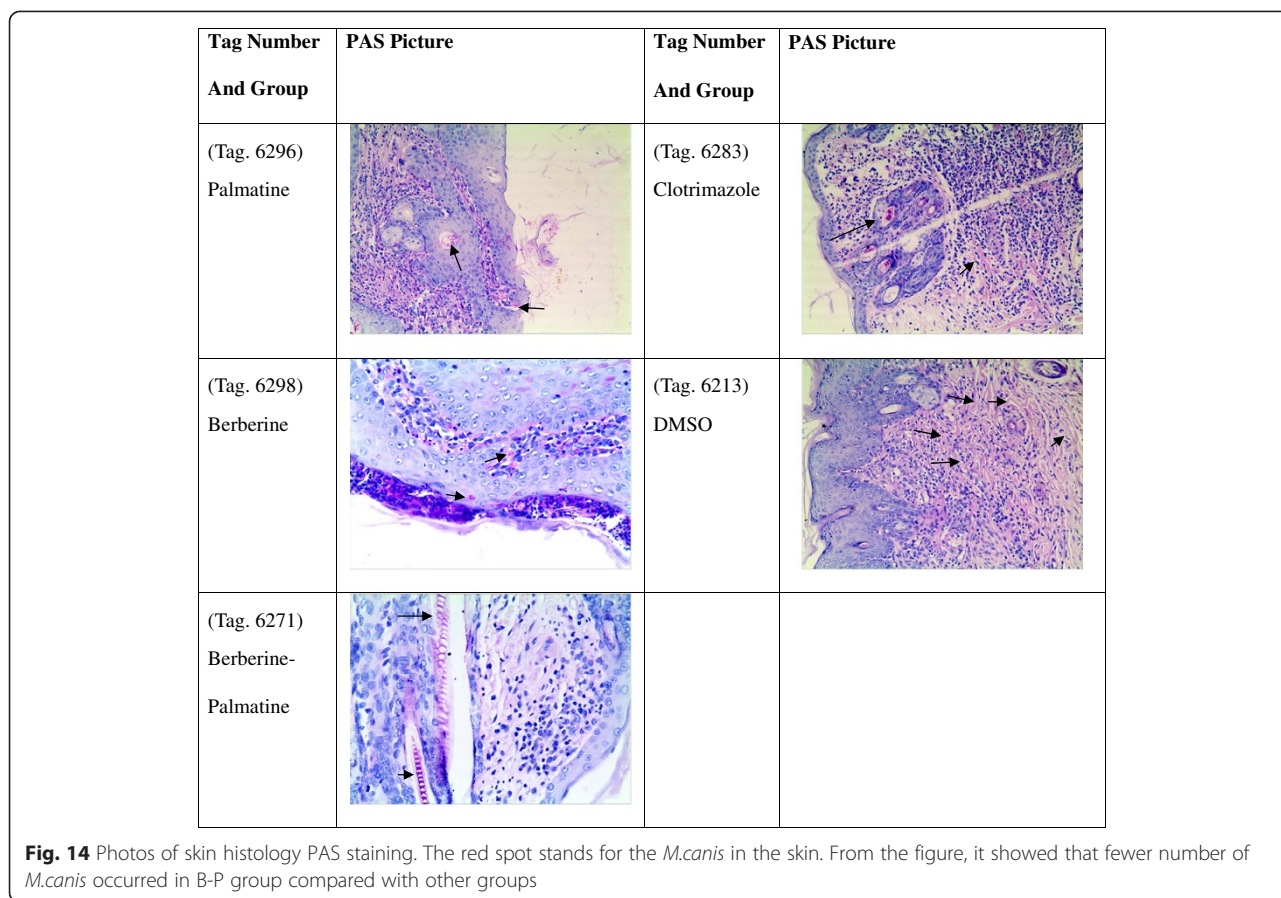 Tag Number PAS Picture Tag Number PAS Picture
And Group And Group
(Tag. 6296) (Tag. 6283)
Palmatine Clotrimazole
(Tag. 6298) (Tag. 6213)
Berberine DMSO
(Tag. 6271)
Berberine-
Palmatine
Fig. 14 Photos of skin histology PAS staining. The red spot stands for the M.canis in the skin. From the figure, it showed that fewer number of
M.canis occurred in B-P group compared with other groups